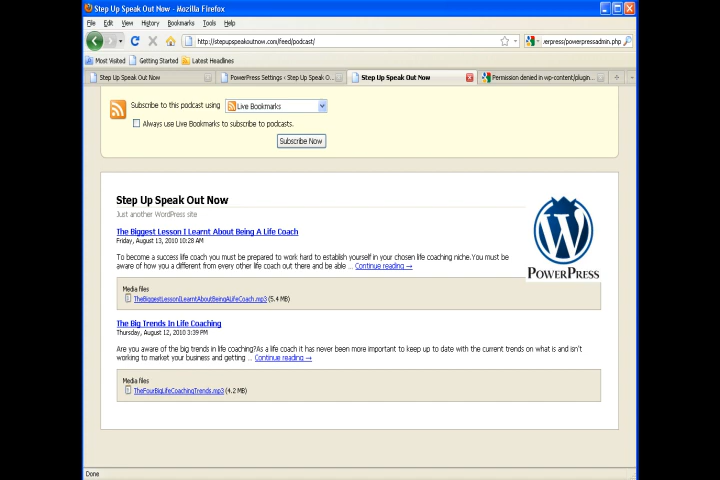 Step Up Speak Out Now - Mozilla Firefox
File Edit View History Bookmarks Tools Help
http://stepupspeakoutnow.com/feed/podcast/
erpress/powerpressadmin.php
Most Visited Getting Started Latest Headlines
Step Up Speak Out Now
PowerPress Settings ‹ Step Up Speak O...
Step Up Speak Out Now
Permission denied in wp-content/plugin...
Subscribe to this podcast using Live Bookmarks
Always use Live Bookmarks to subscribe to podcasts.
Subscribe Now
Step Up Speak Out Now
Just another WordPress site
POWERPRESS
The Biggest Lesson I Learnt About Being A Life Coach
Friday, August 13, 2010 10:28 AM
To become a success life coach you must be prepared to work hard to establish yourself in your chosen life coaching niche.You must be
aware of how you a different from every other life coach out there and be able ... Continue reading →
Media files
TheBiggestLessonILearntAboutBeingALifeCoach.mp3 (5.4 MB)
The Big Trends In Life Coaching
Thursday, August 12, 2010 3:39 PM
Are you aware of the big trends in life coaching?As a life coach it has never been more important to keep up to date with the current trends on what is and isn't
working to market your business and getting ... Continue reading →
Media files
TheFourBigLifeCoachingTrends.mp3 (4.2 MB)
Done